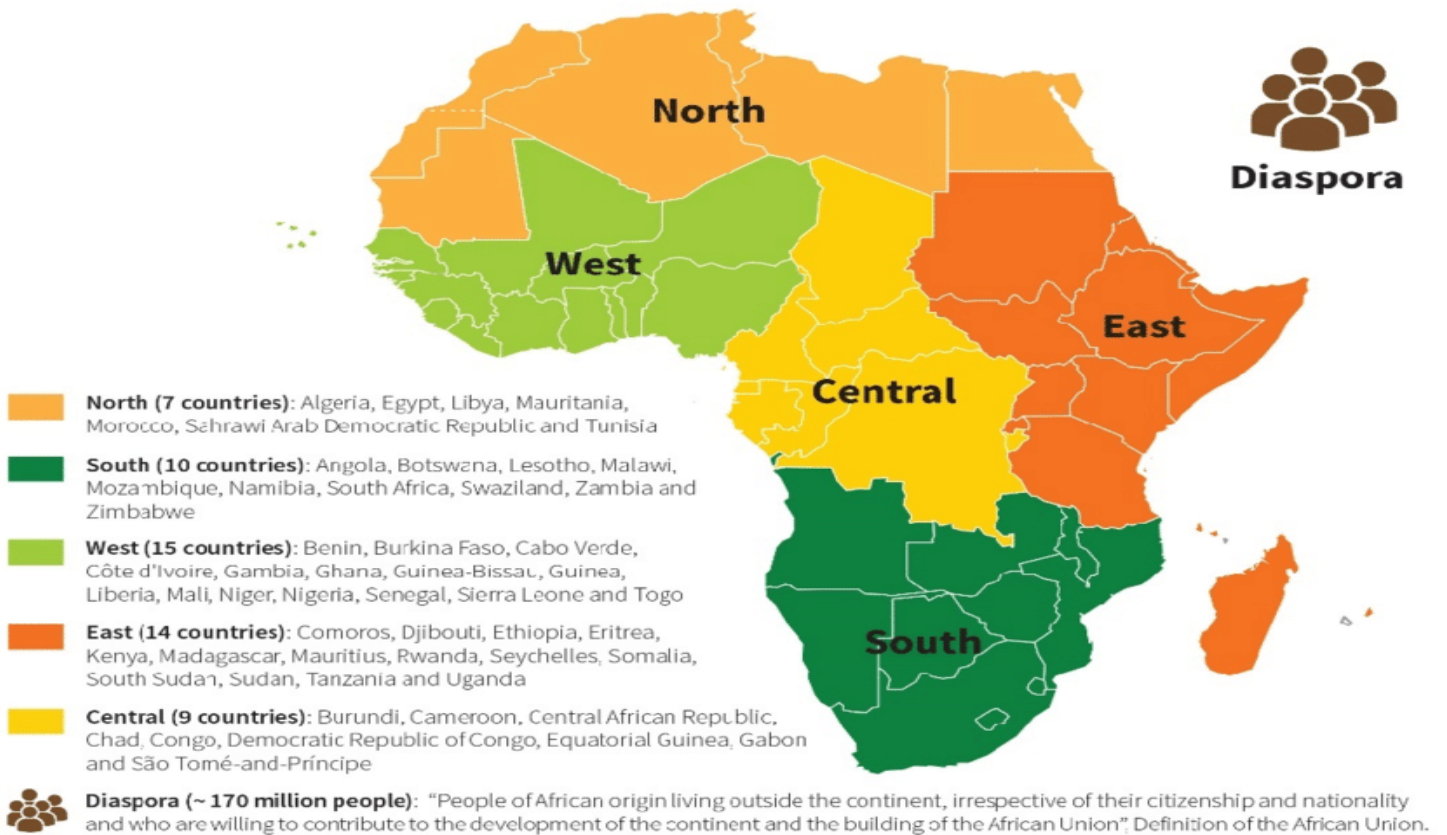 North
Diaspora
West
East
Central
South
North (7 countries): Algeria, Egypt, Libya, Mauritania,
Morocco, Sahrawi Arab Democratic Republic and Tunisia
South (10 countries): Angola, Botswana, Lesotho, Malawi,
Mozambique, Namibia, South Africa, Swaziland, Zambia and
Zimbabwe
West (15 countries): Benin, Burkina Faso, Cabo Verde,
Côte d'Ivoire, Gambia, Ghana, Guinea-Bissau, Guinea,
Liberia, Mali, Niger, Nigeria, Senegal, Sierra Leone and Togo
East (14 countries): Comoros, Djibouti, Ethiopia, Eritrea,
Kenya, Madagascar, Mauritius, Rwanda, Seychelles, Somalia,
South Sudan, Sudan, Tanzania and Uganda
Central (9 countries): Burundi, Cameroon, Central African Republic,
Chad, Congo, Democratic Republic of Congo, Equatorial Guinea, Gabon
and São Tomé-and-Príncipe
Diaspora (~ 170 million people): "People of African origin living outside the continent, irrespective of their citizenship and nationality
and who are willing to contribute to the development of the continent and the building of the African Union", Definition of the African Union.